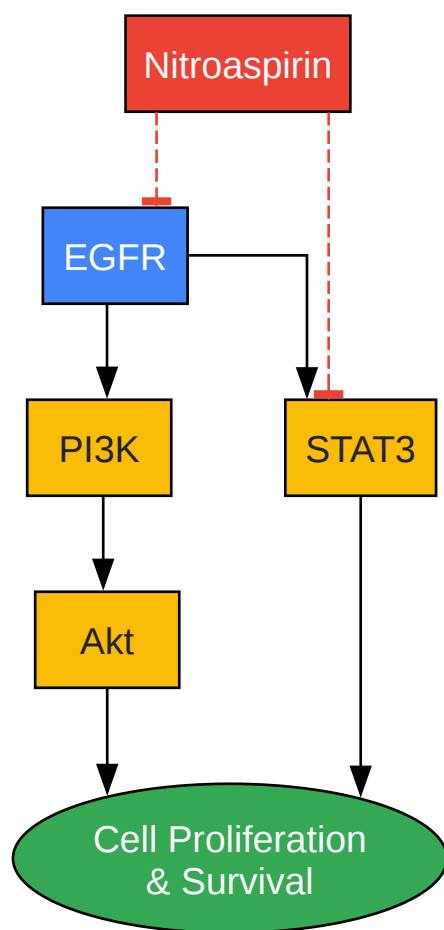 Nitroaspirin
EGFR
PI3K
STAT3
Akt
Cell Proliferation
& Survival